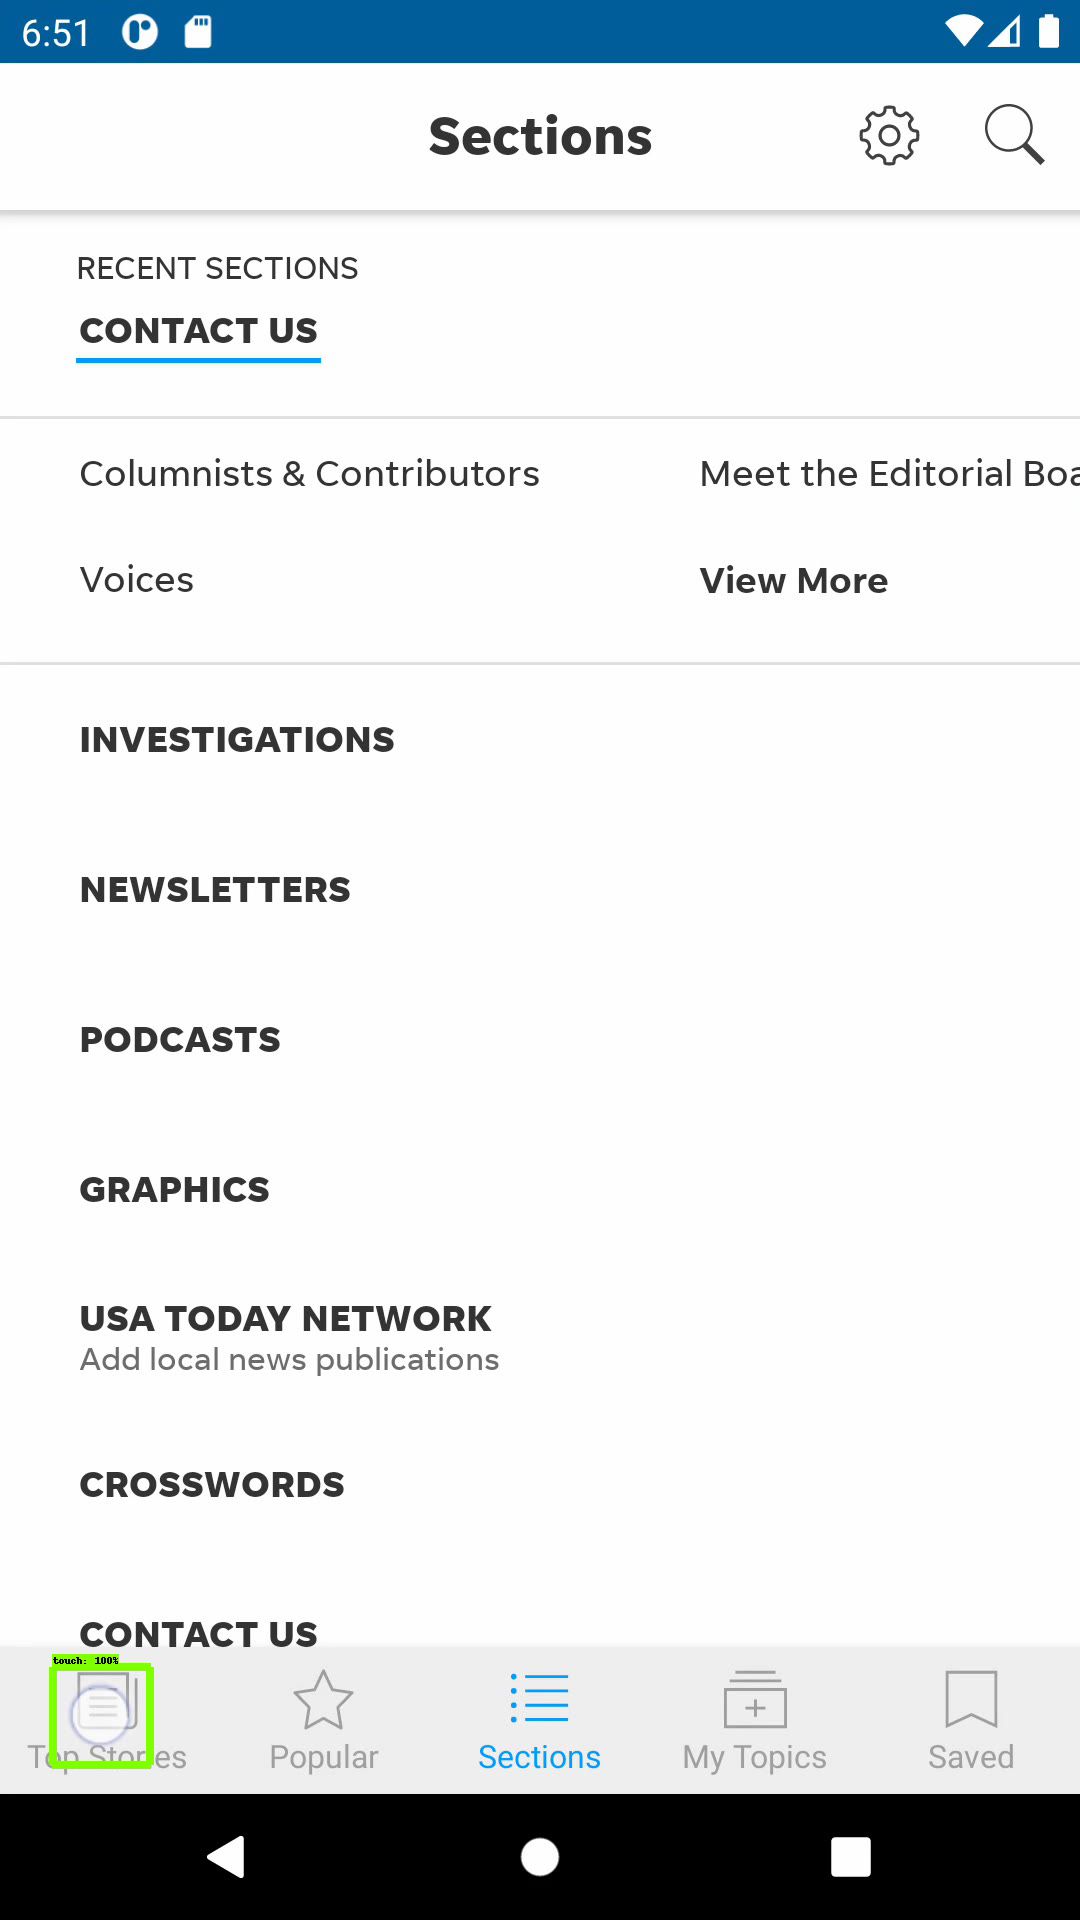 6:51
Sections
RECENT SECTIONS
CONTACT US
Columnists & Contributors
Meet the Editorial Boa
Voices
View More
INVESTIGATIONS
NEWSLETTERS
PODCASTS
GRAPHICS
USA TODAY NETWORK
Add local news publications
CROSSWORDS
CONTACT US
touch: 100%
Top Stories
Popular
Sections
My Topics
Saved